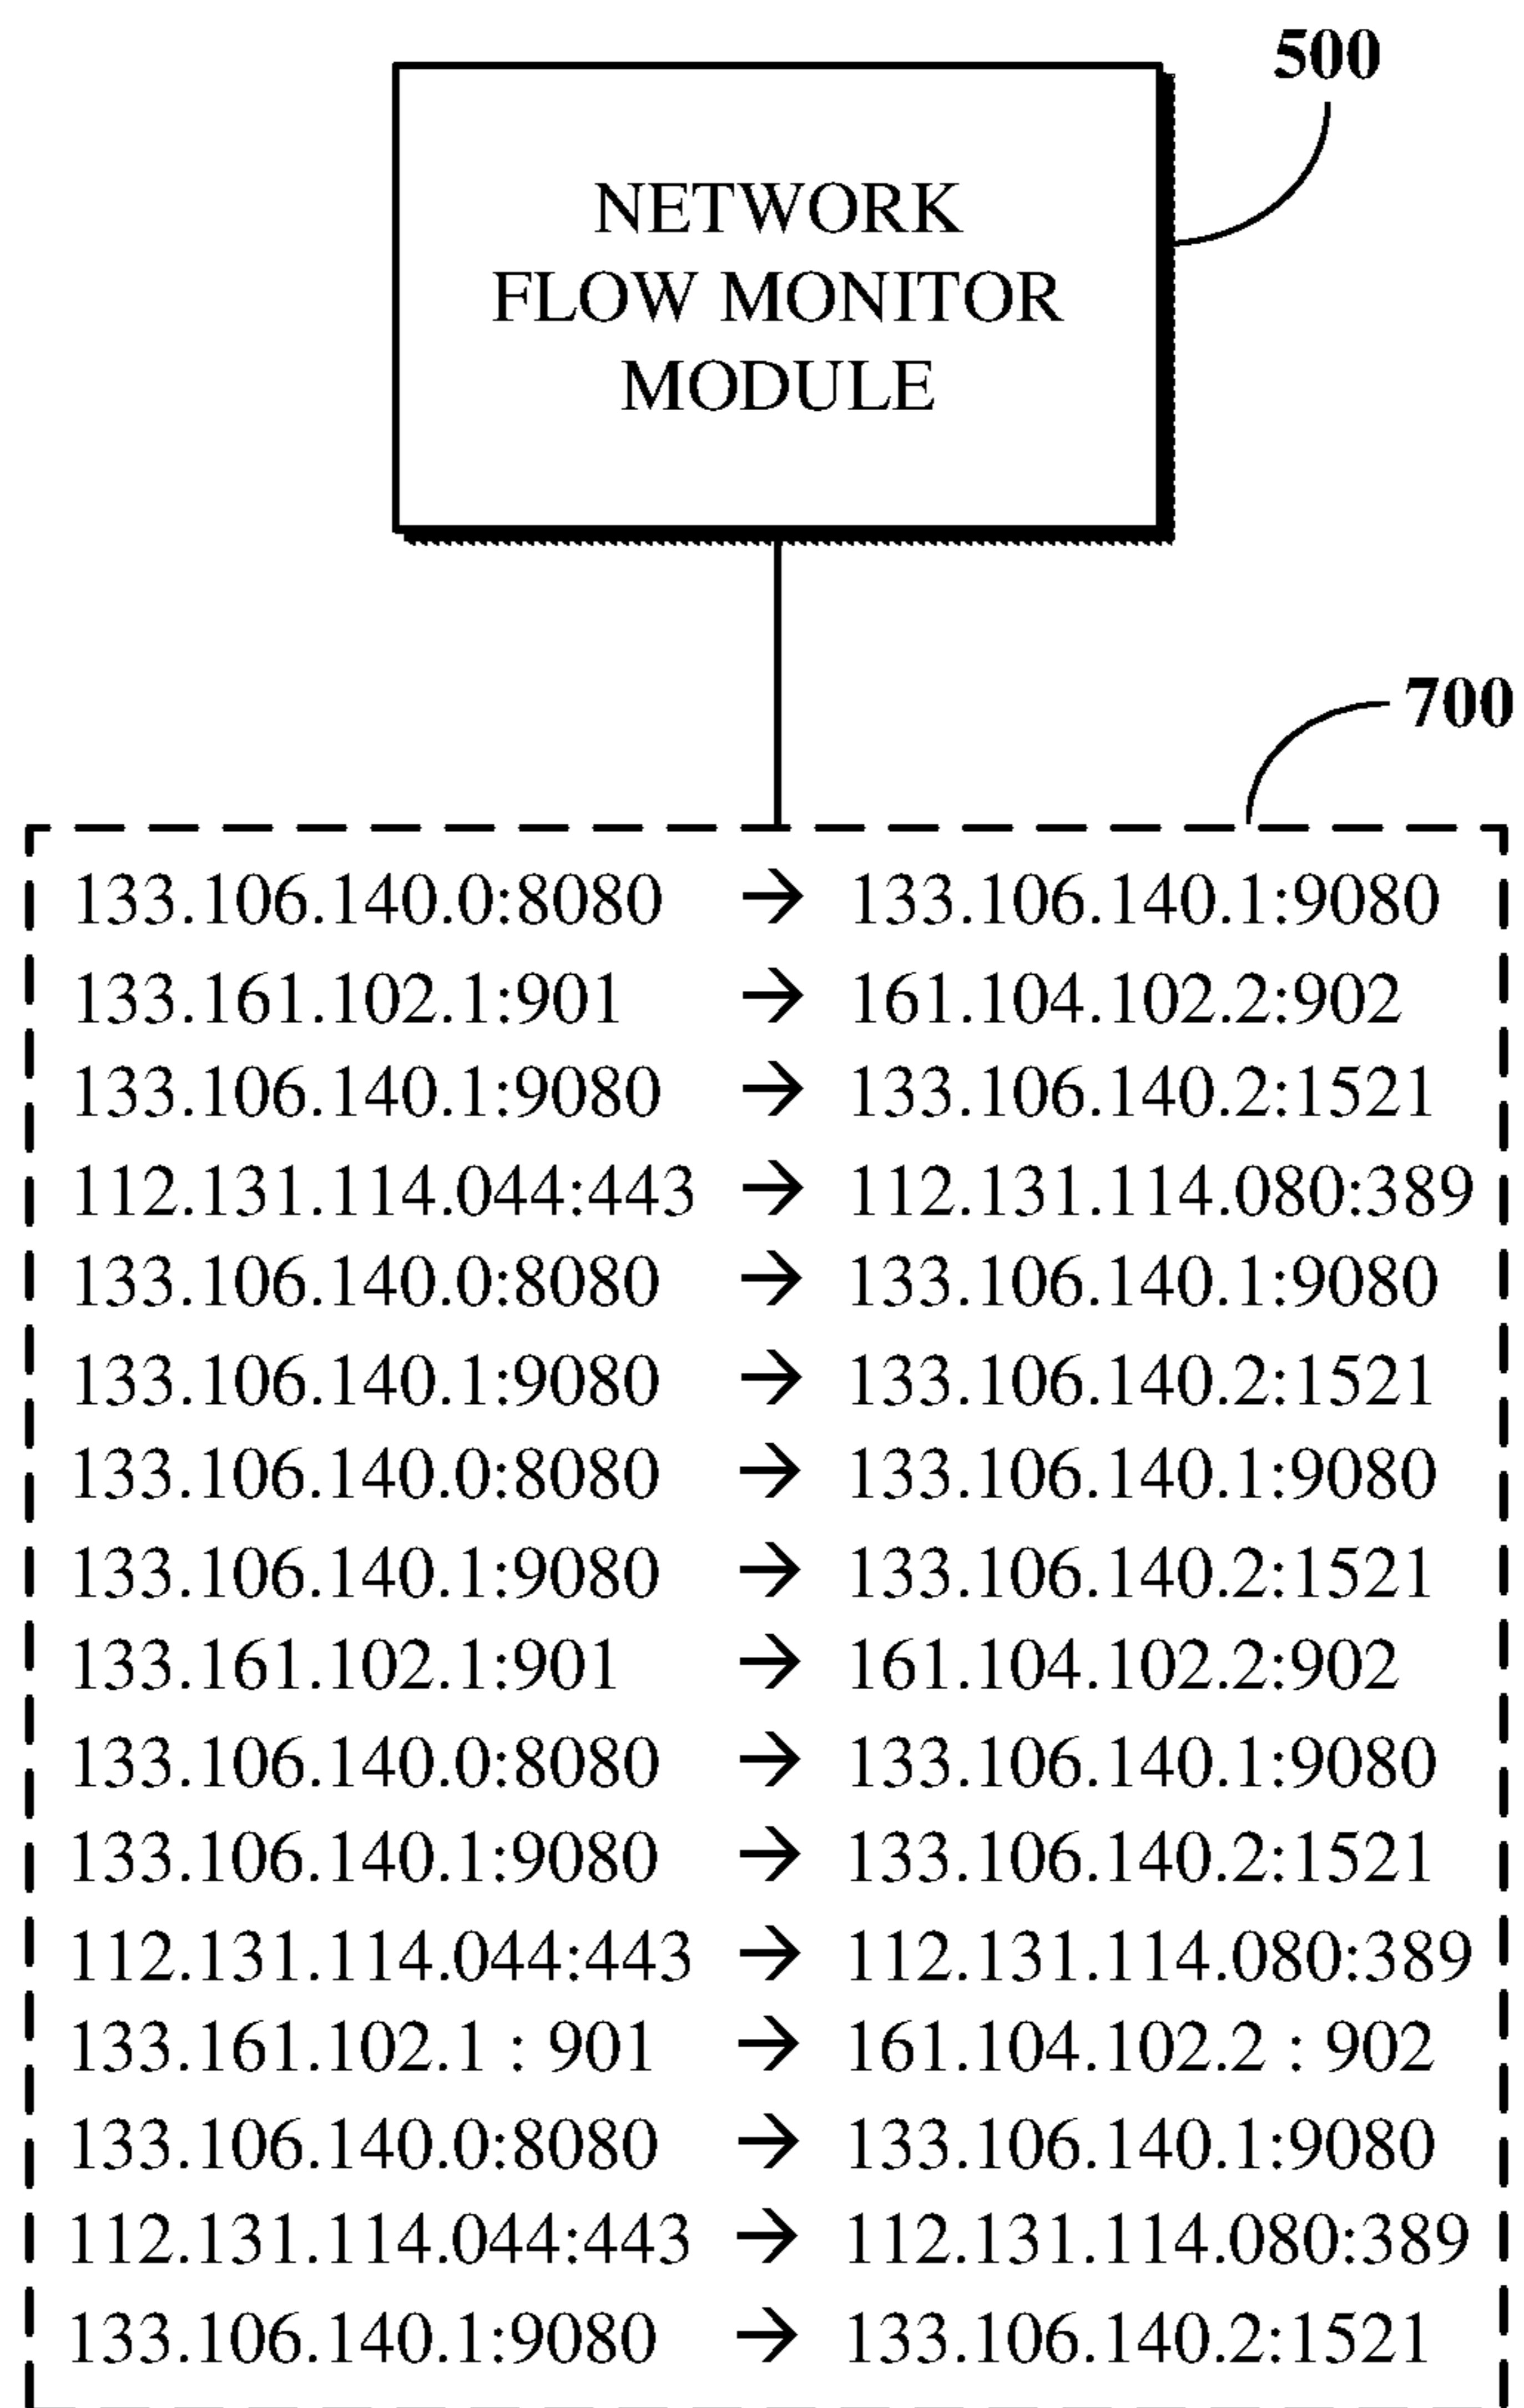 500
NETWORK
FLOW MONITOR
MODULE
700
133.106.140.0:8080 → 133.106.140.1:9080
133.161.102.1:901 → 161.104.102.2:902
133.106.140.1:9080 → 133.106.140.2:1521
112.131.114.044:443 → 112.131.114.080:389
133.106.140.0:8080 → 133.106.140.1:9080
133.106.140.1:9080 → 133.106.140.2:1521
133.106.140.0:8080 → 133.106.140.1:9080
133.106.140.1:9080 → 133.106.140.2:1521
133.161.102.1:901 → 161.104.102.2:902
133.106.140.0:8080 → 133.106.140.1:9080
133.106.140.1:9080 → 133.106.140.2:1521
112.131.114.044:443 → 112.131.114.080:389
133.161.102.1 : 901 → 161.104.102.2 : 902
133.106.140.0:8080 → 133.106.140.1:9080
112.131.114.044:443 → 112.131.114.080:389
133.106.140.1:9080 → 133.106.140.2:1521